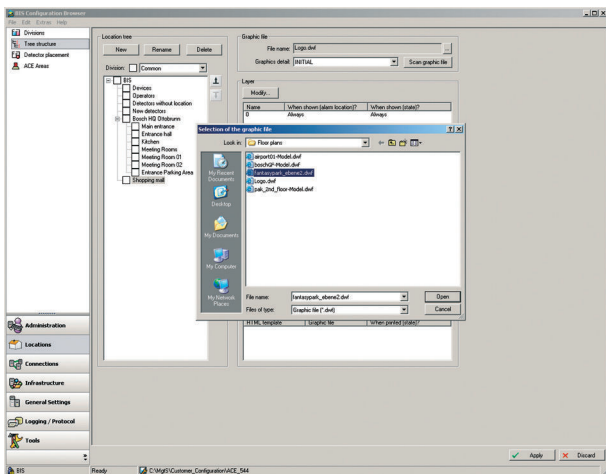 BIS Configuration Browser
File Edit Extras Help
Divisions
Tree structure
Detector placement
ACE Areas
Location tree
New Rename Delete
Division: Common
BIS
Devices
Operators
Detectors without location
New detectors
Bosch HQ Ottobrunn
Main entrance
Entrance hall
Kitchen
Meeting Rooms
Meeting Room 01
Meeting Room 02
Entrance Parking Area
Shopping mall
Graphic file
File name: Logo.dwf ...
Graphics detail: INITIAL Scan graphic file
Layer
Modify...
Name When shown (alarm location)? When shown (state)?
0 Always Always
Selection of the graphic file
Look in: Floor plans
My Recent Documents
Desktop
My Documents
My Computer
My Network Places
airport01-Model.dwf
fantasypark_ebene2.dwf
Logo.dwf
pak_2nd_floor-Model.dwf
File name: fantasypark_ebene2.dwf Open
Files of type: Graphic file (*.dwf) Cancel
HTML template Graphic file When printed (state)?
Administration
Locations
Connections
Infrastructure
General Settings
Logging / Protocol
Tools
Apply Discard
BIS Ready C:\MgtS\Customer_Configuration\ACE_544